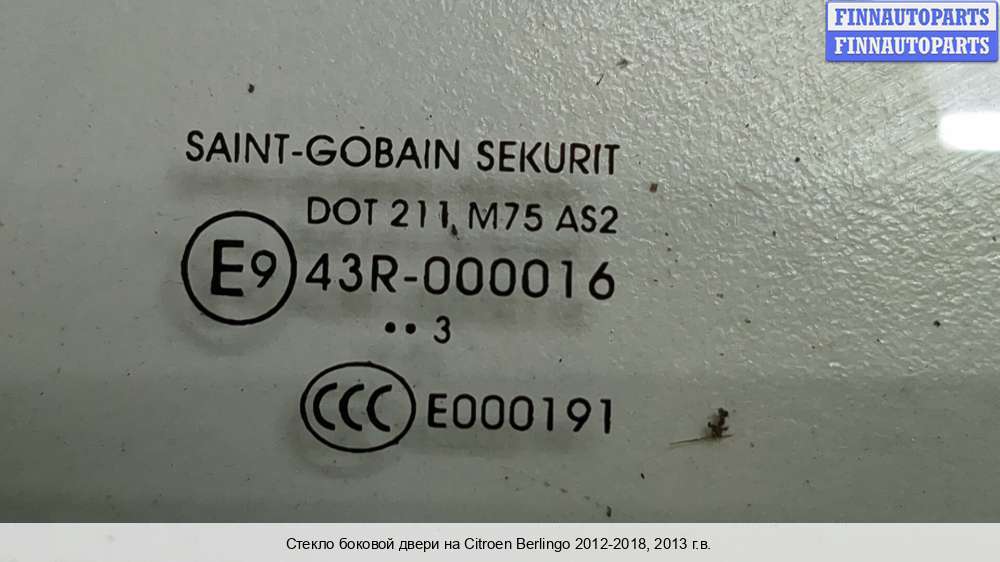 FINNAUTOPARTS
FINNAUTOPARTS
SAINT-GOBAIN SEKURIT
DOT 211 M75 AS2
E9 43R-000016
•• 3
CCC E000191
Стекло боковой двери на Citroen Berlingo 2012-2018, 2013 г.в.